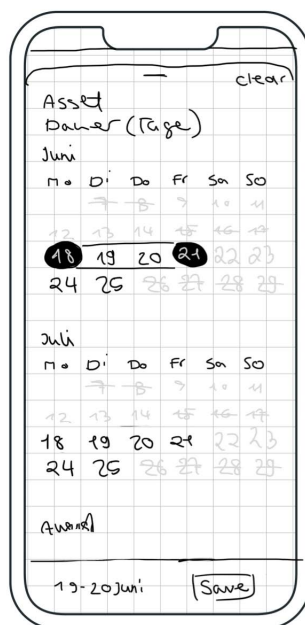 clear
Asset
Dauer (Tage)
Juni
Mo Di Do Fr Sa So
7 8 9 10 11
12 13 14 15 16 17
18 19 20 21 22 23
24 25 26 27 28 29
Juli
Mo Di Do Fr Sa So
7 8 9 10 11
12 13 14 15 16 17
18 19 20 21 22 23
24 25 26 27 28 29
19-20 Juni Save